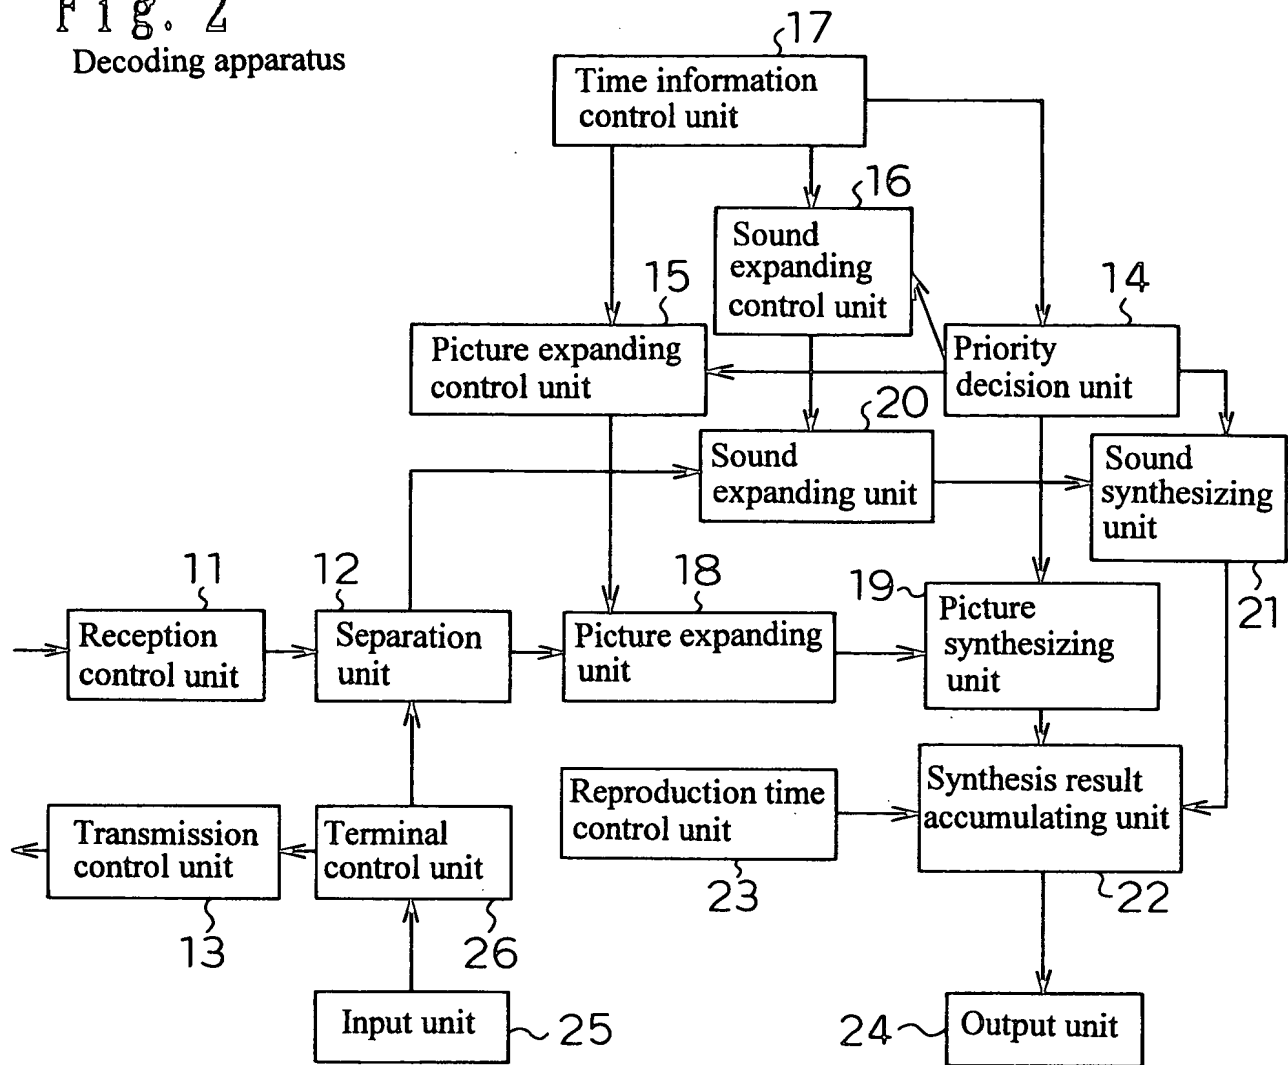 Fig. 2
Decoding apparatus
17
Time information
control unit
16
Sound
expanding
control unit
15
Picture expanding
control unit
14
Priority
decision unit
20
Sound
expanding unit
Sound
synthesizing
unit
21
11
Reception
control unit
12
Separation
unit
18
Picture expanding
unit
19
Picture
synthesizing
unit
Transmission
control unit
13
Terminal
control unit
26
Reproduction time
control unit
23
Synthesis result
accumulating unit
22
Input unit
25
24
Output unit